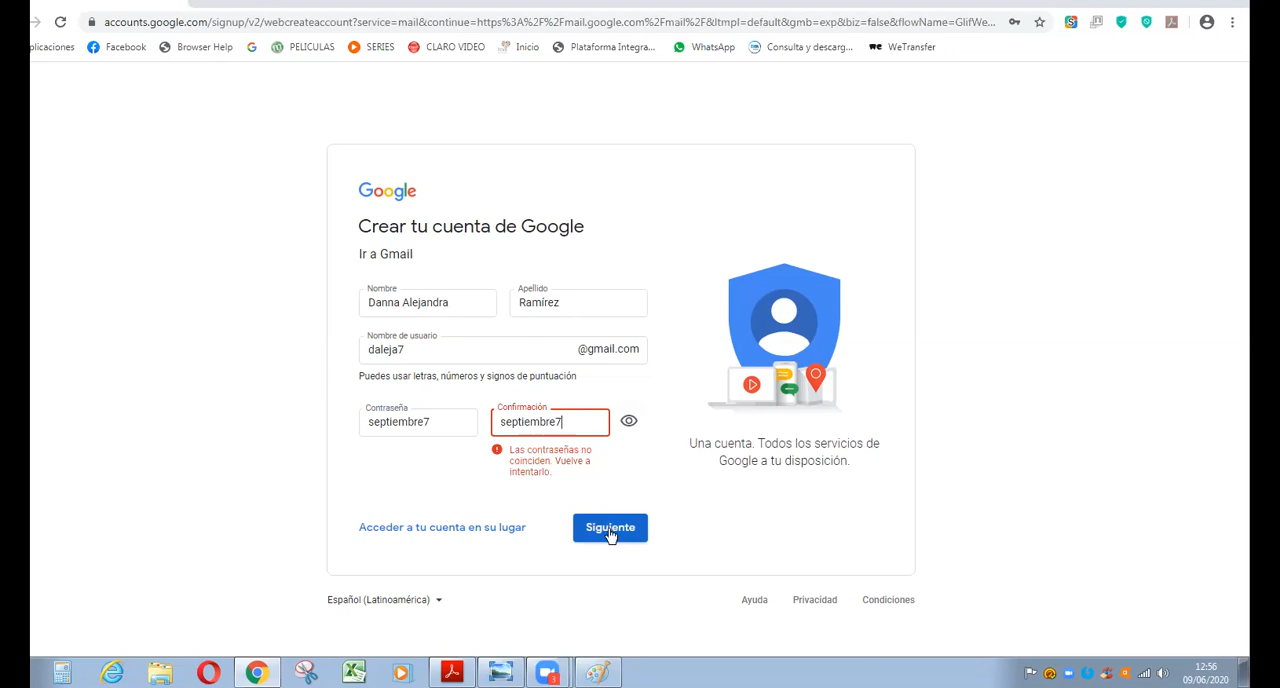 accounts.google.com/signup/v2/webcreateaccount?service=mail&continue=https%3A%2F%2Fmail.google.com%2Fmail%2F&ltmpl=default&gmb=exp&biz=false&flowName=GlifWe...
plicaciones Facebook Browser Help PELICULAS SERIES CLARO VIDEO Inicio Plataforma Integra... WhatsApp Consulta y descarg... WeTransfer
Google
Crear tu cuenta de Google
Ir a Gmail
Nombre Apellido
Danna Alejandra Ramírez
Nombre de usuario
daleja7 @gmail.com
Puedes usar letras, números y signos de puntuación
Contraseña Confirmación
septiembre7 septiembre7
Las contraseñas no
coinciden. Vuelve a
intentarlo.
Una cuenta. Todos los servicios de
Google a tu disposición.
Acceder a tu cuenta en su lugar Siguiente
Español (Latinoamérica) Ayuda Privacidad Condiciones
12:56
09/06/2020